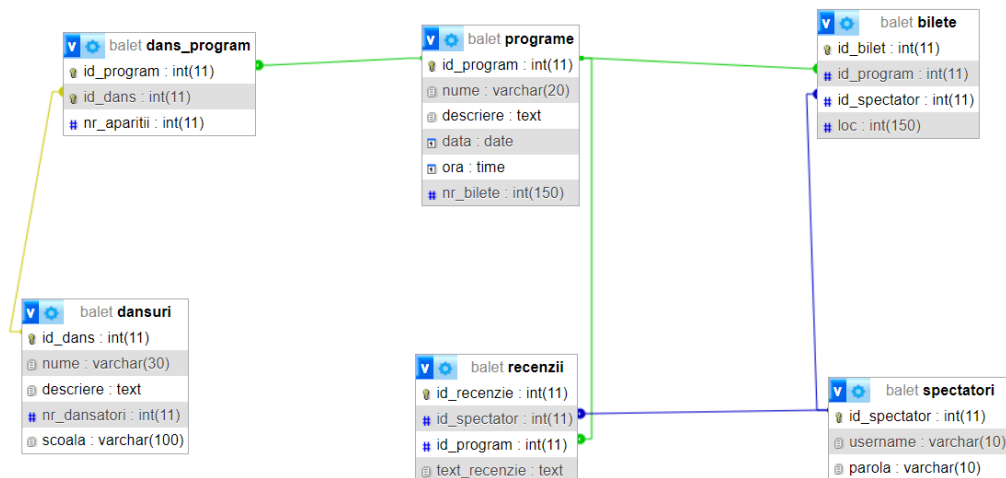 v balet dans_program
id_program : int(11)
id_dans : int(11)
# nr_aparitii : int(11)
v balet programe
id_program : int(11)
nume : varchar(20)
descriere : text
data : date
ora : time
# nr_bilete : int(150)
v balet bilete
id_bilet : int(11)
# id_program : int(11)
# id_spectator : int(11)
# loc : int(150)
v balet dansuri
id_dans : int(11)
nume : varchar(30)
descriere : text
# nr_dansatori : int(11)
scoala : varchar(100)
v balet recenzii
id_recenzie : int(11)
# id_spectator : int(11)
# id_program : int(11)
text_recenzie : text
v balet spectatori
id_spectator : int(11)
username : varchar(10)
parola : varchar(10)